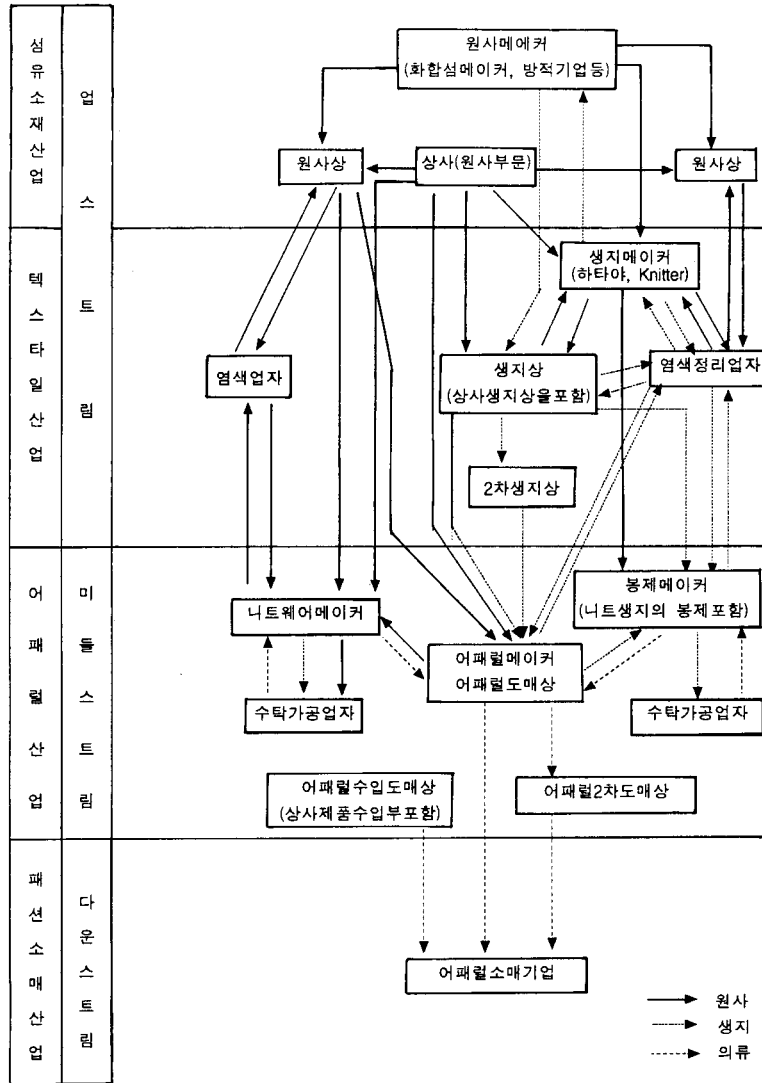 섬유소재산업
업스트림
원사메에커
(화합섬메이커, 방적기업등)
원사상
상사(원사부문)
원사상
텍스타일산업
생지메이커
(하타야, Knitter)
염색업자
생지상
(상사생지상을포함)
염색정리업자
2차생지상
어패럴산업
미들스트림
니트웨어메이커
봉제메이커
(니트생지의 봉제포함)
어패럴메이커
어패럴도매상
수탁가공업자
수탁가공업자
어패럴수입도매상
(상사제품수입부포함)
어패럴2차도매상
패션소매산업
다운스트림
어패럴소매기업
원사
생지
의류